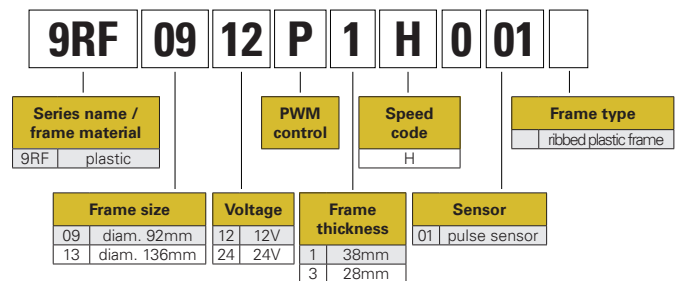 9RF 09 12 P 1 H 0 01
Series name /
frame material
9RF plastic
PWM
control
Speed
code
H
Frame type
ribbed plastic frame
Frame size
09 diam. 92mm
13 diam. 136mm
Voltage
12 12V
24 24V
Frame
thickness
1 38mm
3 28mm
Sensor
01 pulse sensor